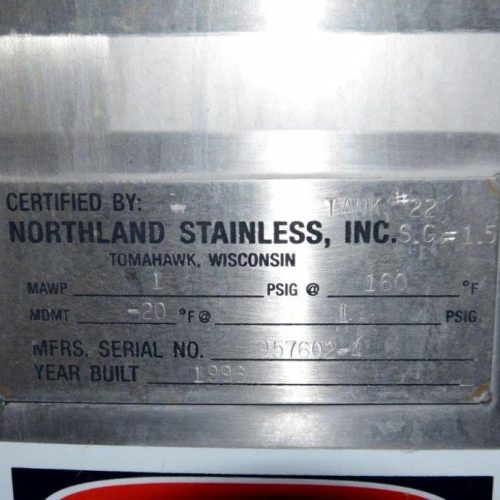 CERTIFIED BY: TANK #22
NORTHLAND STAINLESS, INC. S.G.=1.5
TOMAHAWK, WISCONSIN
MAWP 1 PSIG @ 160 °F
MDMT -20 °F@ 1 PSIG
MFRS. SERIAL NO. 957602-4
YEAR BUILT